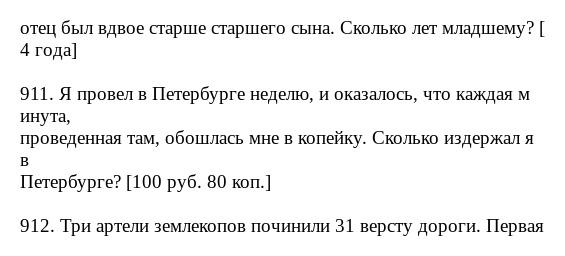 отец был вдвое старше старшего сына. Сколько лет младшему? [
4 года]
911. Я провел в Петербурге неделю, и оказалось, что каждая м
инута,
проведенная там, обошлась мне в копейку. Сколько издержал я
в
Петербурге? [100 руб. 80 коп.]
912. Три артели землекопов починили 31 версту дороги. Первая